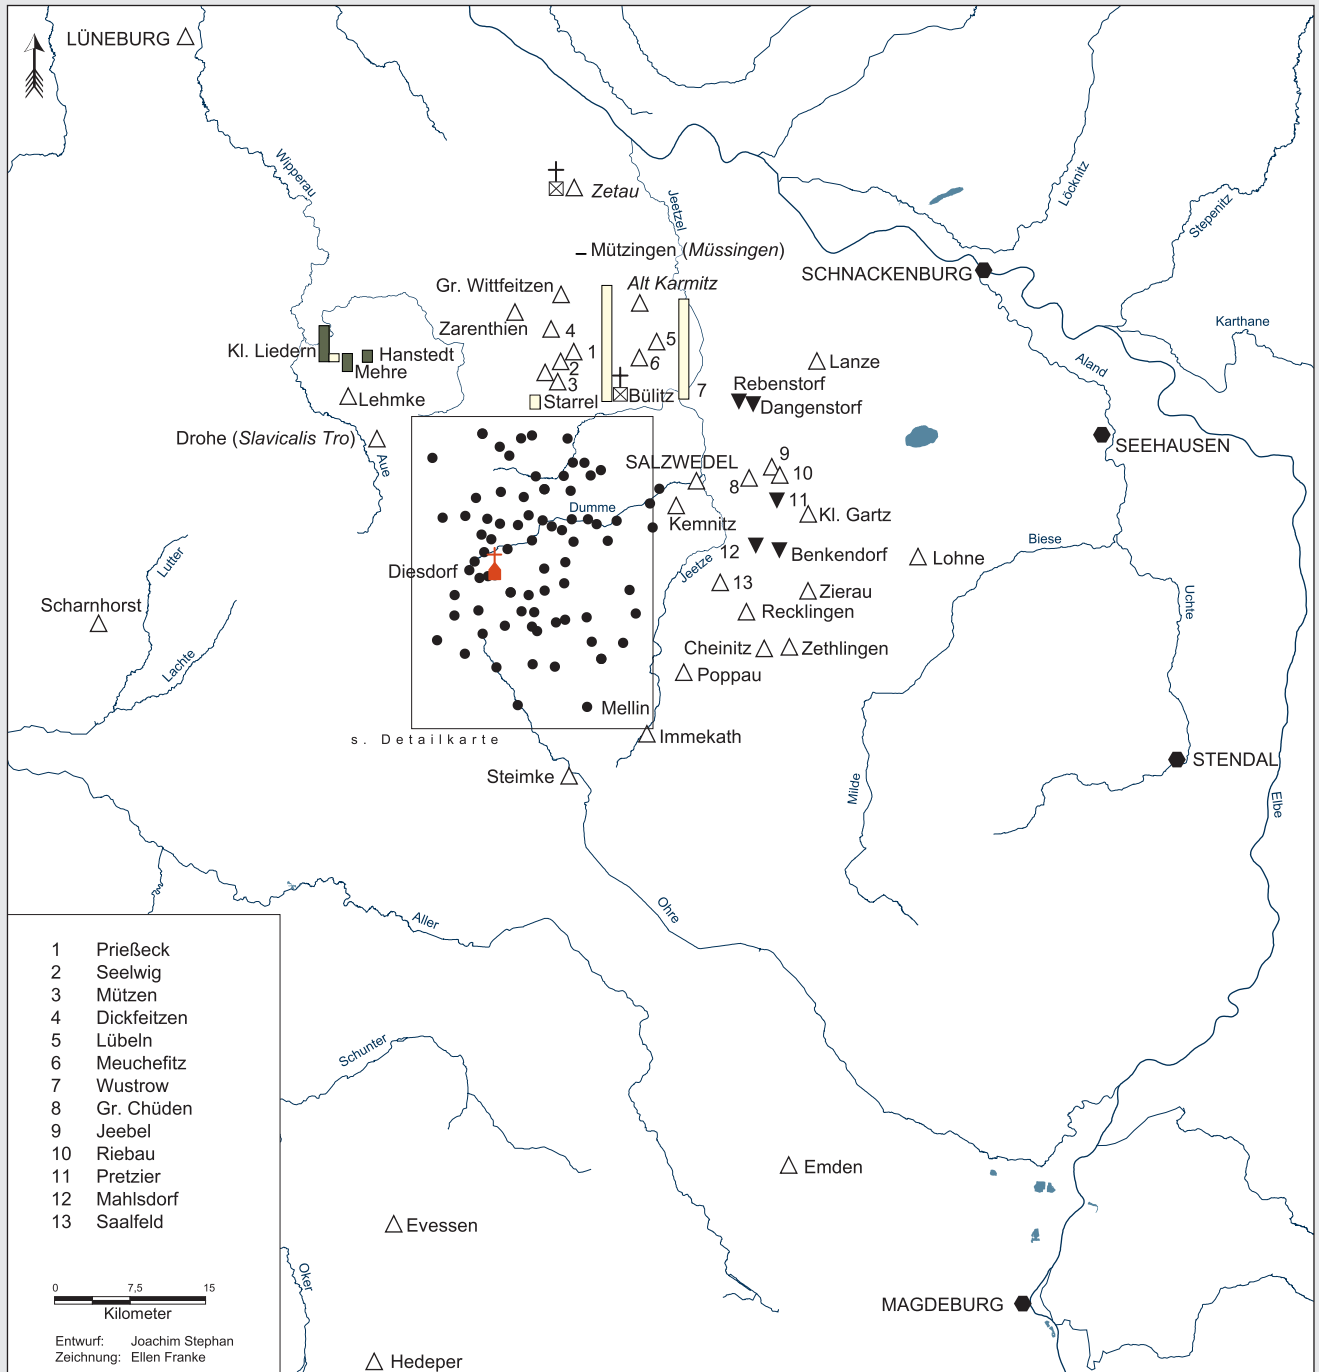 LÜNEBURG
Wipperau
Zetau
Jeetzel
Löcknitz
Stepenitz
Mützingen (Müssingen)
SCHNACKENBURG
Gr. Wittfeitzen
Alt Karmitz
Zarenthien
4
Karthane
Kl. Liedern
Hanstedt
1
5
6
Lanze
Aland
Mehre
2
3
7
Rebenstorf
Lehmke
Starrel
Bülitz
Dangenstorf
Drohe (Slavicalis Tro)
SEEHAUSEN
Aue
SALZWEDEL
9
10
8
11
Dumme
Kemnitz
Kl. Gartz
Lutter
12
Benkendorf
Biese
Lohne
Diesdorf
Jeetze
13
Zierau
Uchte
Scharnhorst
Recklingen
Lachte
Cheinitz
Zethlingen
Poppau
Mellin
s. Detailkarte
Immekath
Steimke
STENDAL
Milde
Elbe
Ohre
Aller
1 Prießeck
2 Seelwig
3 Mützen
4 Dickfeitzen
5 Lübeln
6 Meuchefitz
7 Wustrow
8 Gr. Chüden
9 Jeebel
10 Riebau
11 Pretzier
12 Mahlsdorf
13 Saalfeld
Schunter
Emden
Evessen
Oker
0 7,5 15
Kilometer
MAGDEBURG
Entwurf: Joachim Stephan
Zeichnung: Ellen Franke
Hedeper